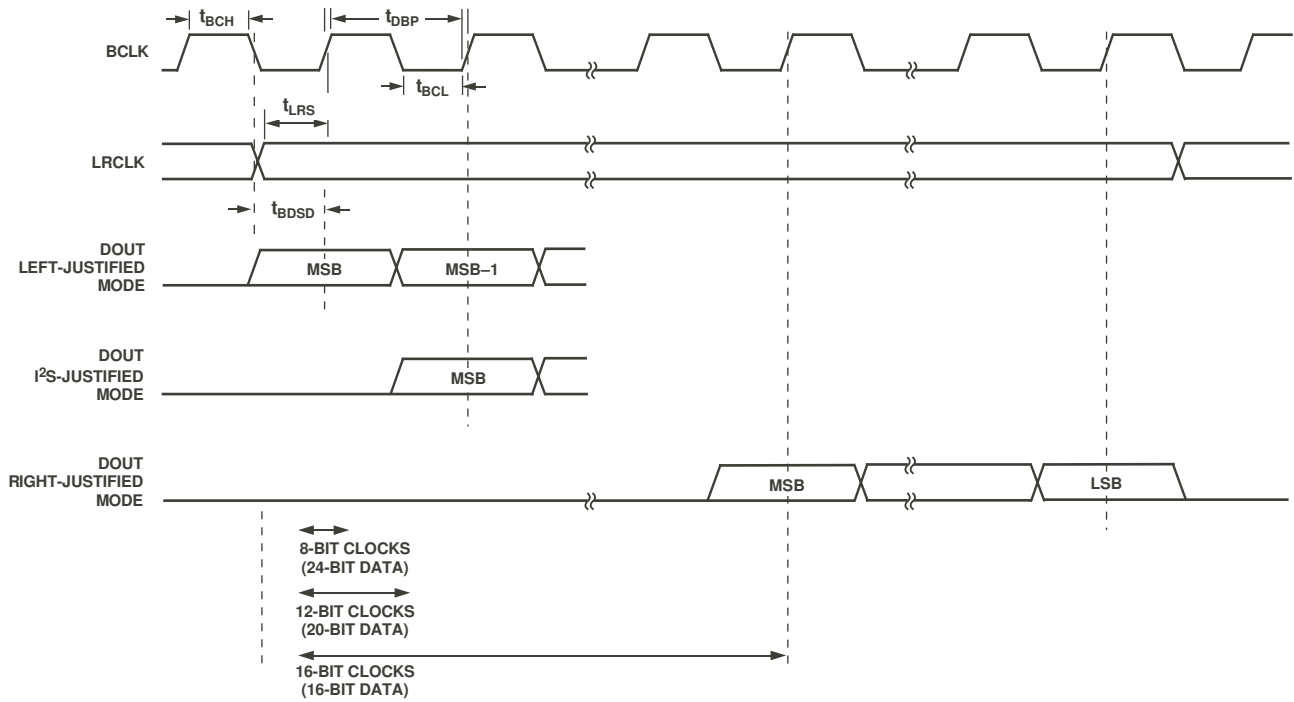 tBCH
tDBP
BCLK
tBCL
tLRS
LRCLK
tBDSD
DOUT
LEFT-JUSTIFIED
MODE
MSB
MSB–1
DOUT
I²S-JUSTIFIED
MODE
MSB
DOUT
RIGHT-JUSTIFIED
MODE
MSB
LSB
8-BIT CLOCKS
(24-BIT DATA)
12-BIT CLOCKS
(20-BIT DATA)
16-BIT CLOCKS
(16-BIT DATA)